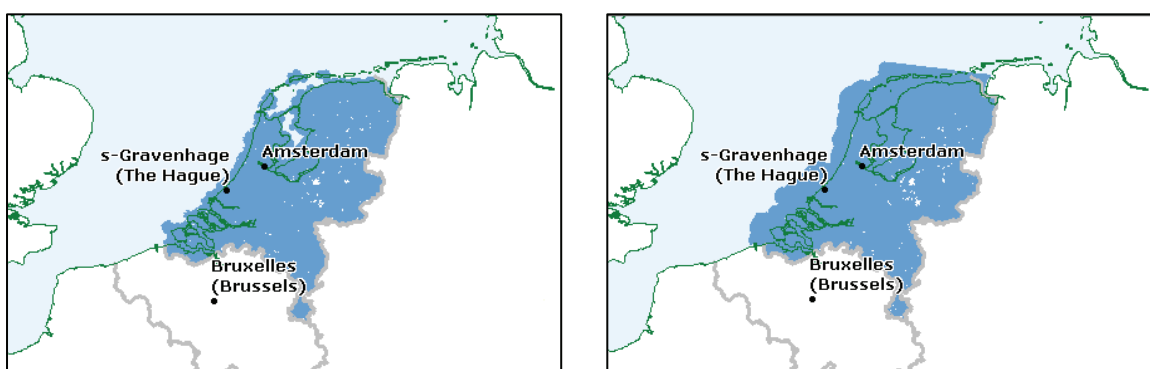 s-Gravenhage
(The Hague)
Amsterdam
Bruxelles
(Brussels)
s-Gravenhage
(The Hague)
Amsterdam
Bruxelles
(Brussels)